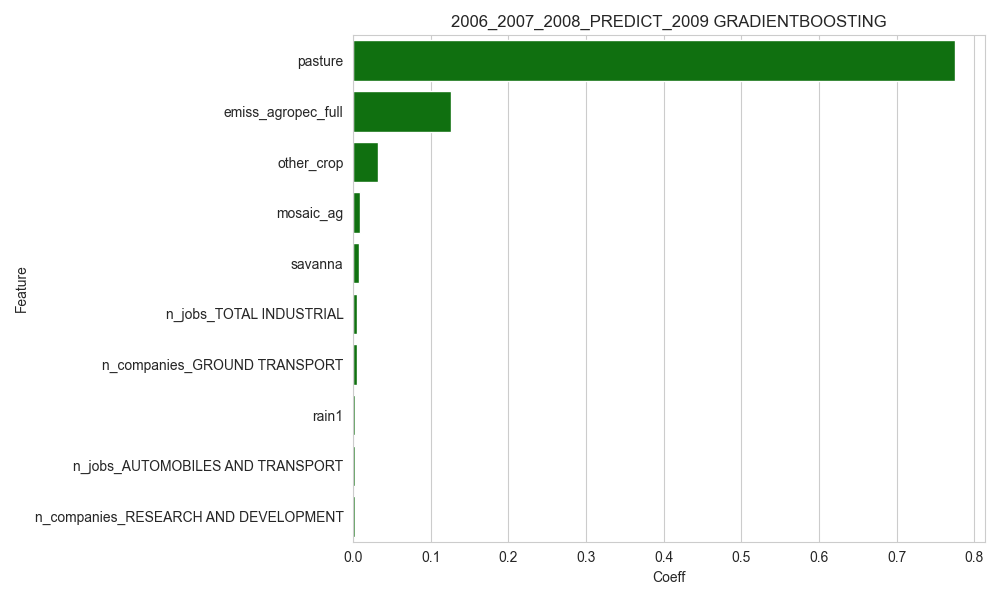 2006_2007_2008_PREDICT_2009 GRADIENTBOOSTING
pasture
emiss_agropec_full
other_crop
mosaic_ag
savanna
n_jobs_TOTAL INDUSTRIAL
n_companies_GROUND TRANSPORT
rain1
n_jobs_AUTOMOBILES AND TRANSPORT
n_companies_RESEARCH AND DEVELOPMENT
Feature
0.0 0.1 0.2 0.3 0.4 0.5 0.6 0.7 0.8
Coeff